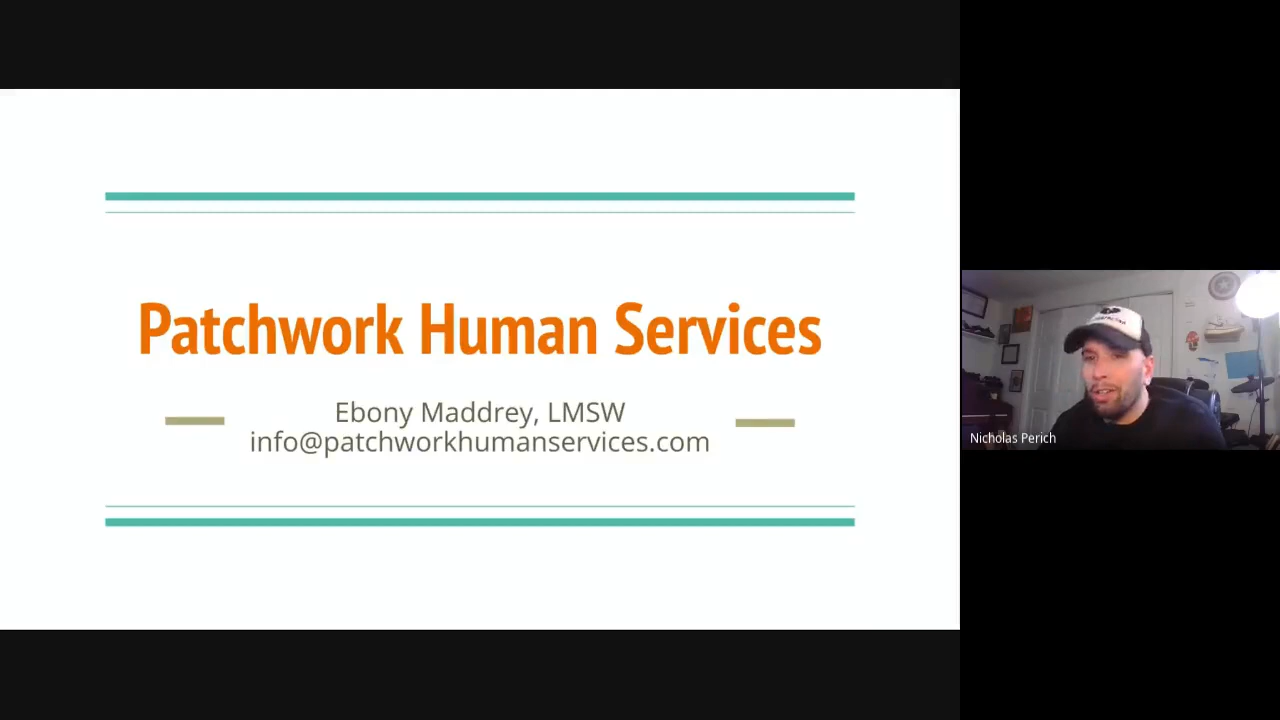 Patchwork Human Services
Ebony Maddrey, LMSW
info@patchworkhumanservices.com
Nicholas Perich